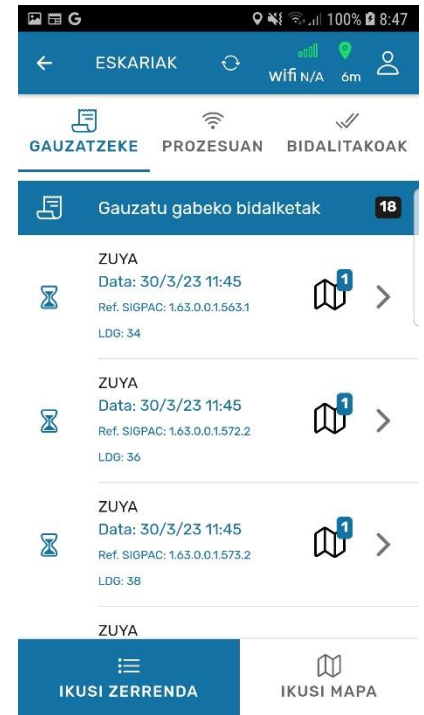 G 100% 8:47
ESKARIAK wifi N/A 6m
GAUZATZEKE PROZESUAN BIDALITAKOAK
Gauzatu gabeko bidalketak 18
ZUYA
Data: 30/3/23 11:45
1
Ref. SIGPAC: 1.63.0.0.1.563.1
LDG: 34
ZUYA
Data: 30/3/23 11:45
1
Ref. SIGPAC: 1.63.0.0.1.572.2
LDG: 36
ZUYA
Data: 30/3/23 11:45
1
Ref. SIGPAC: 1.63.0.0.1.573.2
LDG: 38
ZUYA
IKUSI ZERRENDA IKUSI MAPA